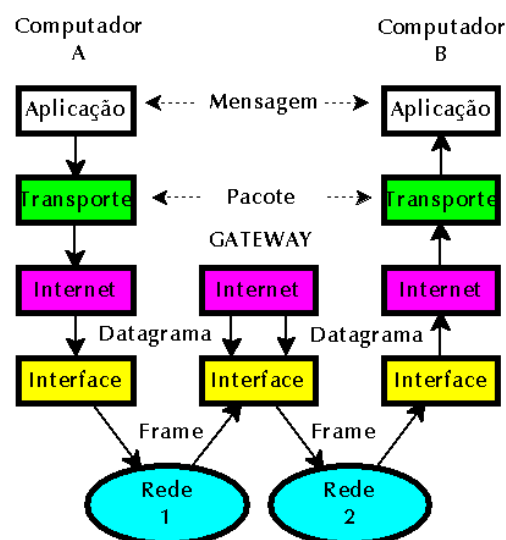 Computador
A
Computador
B
Aplicação
Mensagem
Aplicação
Transporte
Pacote
Transporte
GATEWAY
Internet
Internet
Internet
Datagrama
Datagrama
Interface
Interface
Interface
Frame
Frame
Rede
1
Rede
2